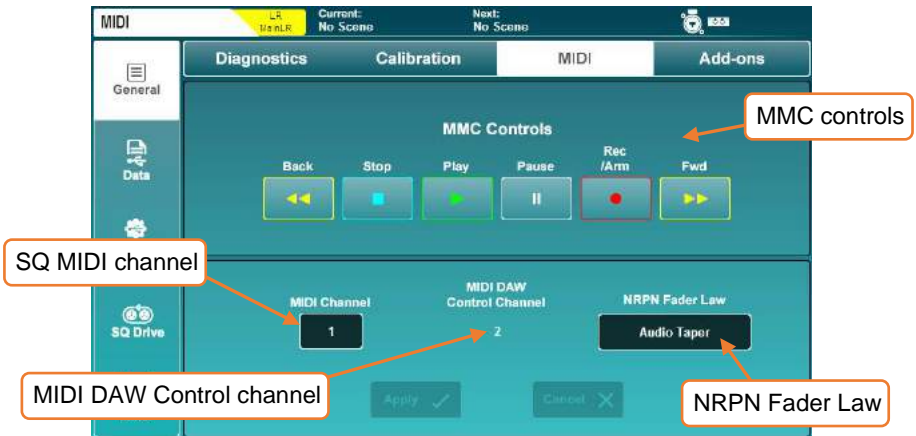 MIDI
LR
MainLR
Current:
No Scene
Next:
No Scene
Diagnostics
Calibration
MIDI
Add-ons
General
Data
SQ Drive
MMC Controls
Back
Stop
Play
Pause
Rec
/Arm
Fwd
MMC controls
SQ MIDI channel
MIDI Channel
1
MIDI DAW
Control Channel
2
NRPN Fader Law
Audio Taper
MIDI DAW Control channel
Apply
Cancel
NRPN Fader Law